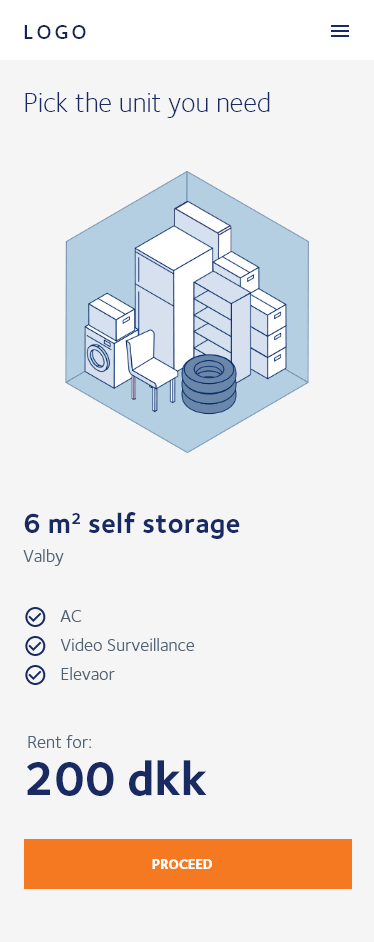 LOGO
Pick the unit you need
6 m² self storage
Valby
AC
Video Surveillance
Elevaor
Rent for:
200 dkk
PROCEED